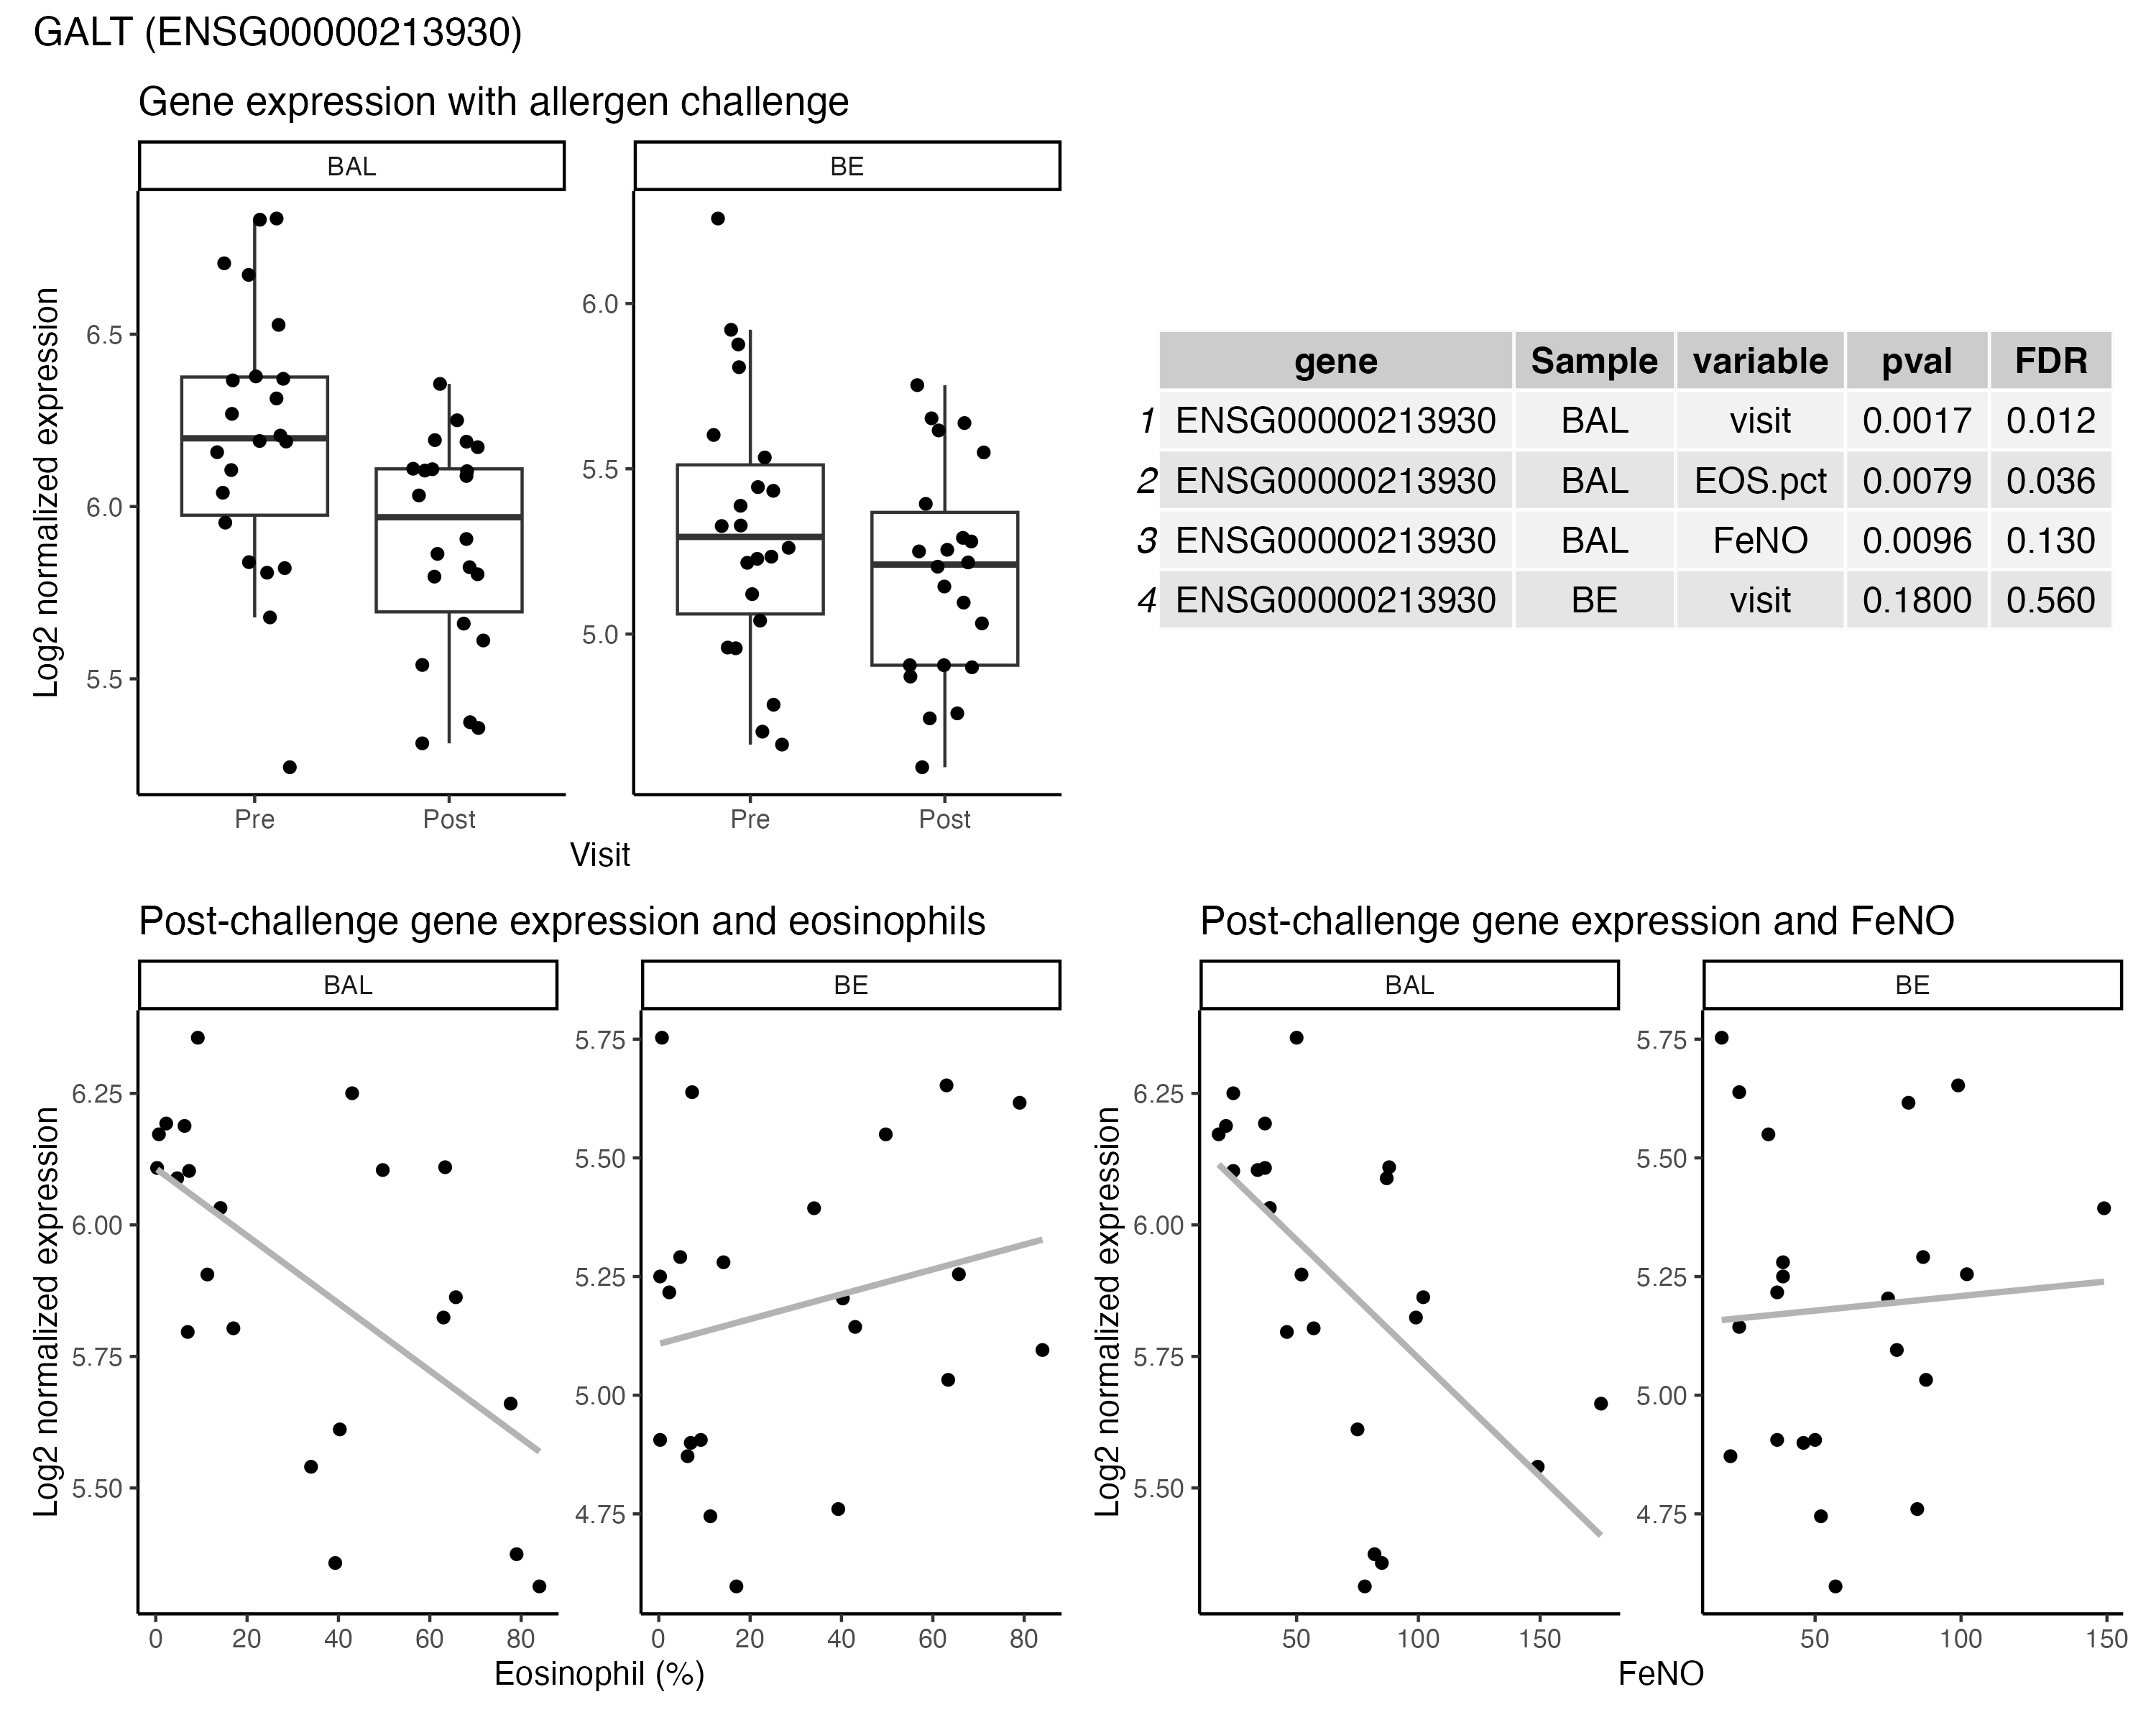 GALT (ENSG00000213930)
Gene expression with allergen challenge
BAL
BE
Log2 normalized expression
6.5
6.0
5.5
6.0
5.5
5.0
Pre
Post
Pre
Post
Visit
gene Sample variable pval FDR
1 ENSG00000213930 BAL visit 0.0017 0.012
2 ENSG00000213930 BAL EOS.pct 0.0079 0.036
3 ENSG00000213930 BAL FeNO 0.0096 0.130
4 ENSG00000213930 BE visit 0.1800 0.560
Post-challenge gene expression and eosinophils
BAL
BE
Log2 normalized expression
6.25
6.00
5.75
5.50
5.75
5.50
5.25
5.00
4.75
0 20 40 60 80
0 20 40 60 80
Eosinophil (%)
Post-challenge gene expression and FeNO
BAL
BE
Log2 normalized expression
6.25
6.00
5.75
5.50
5.75
5.50
5.25
5.00
4.75
50 100 150
50 100 150
FeNO